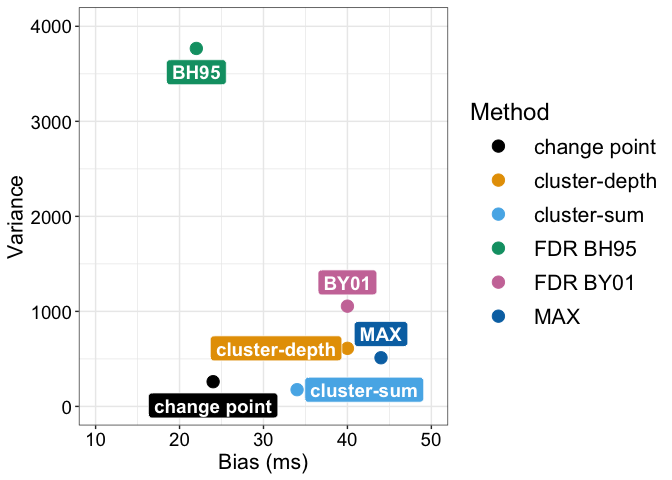 4000
3000
2000
1000
0
Variance
BH95
BY01
MAX
cluster-depth
cluster-sum
change point
10 20 30 40 50
Bias (ms)
Method
change point
cluster-depth
cluster-sum
FDR BH95
FDR BY01
MAX